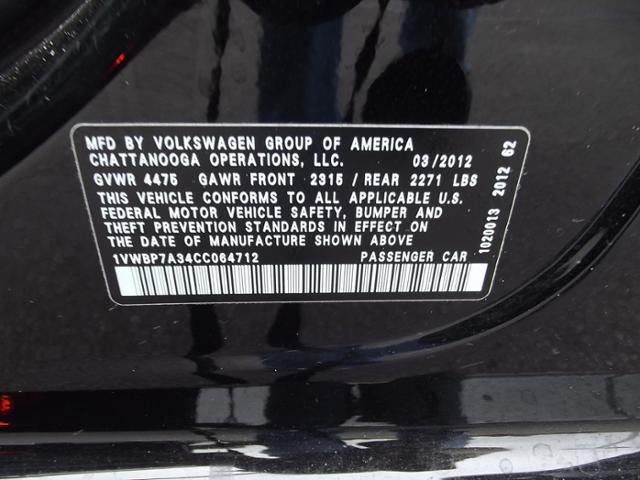 MFD BY VOLKSWAGEN GROUP OF AMERICA
CHATTANOOGA OPERATIONS, LLC. 03/2012
GVWR 4475 GAWR FRONT 2315 / REAR 2271 LBS
THIS VEHICLE CONFORMS TO ALL APPLICABLE U.S.
FEDERAL MOTOR VEHICLE SAFETY, BUMPER AND
THEFT PREVENTION STANDARDS IN EFFECT ON
THE DATE OF MANUFACTURE SHOWN ABOVE
1VWBP7A34CC064712 PASSENGER CAR
1020013 2012 62